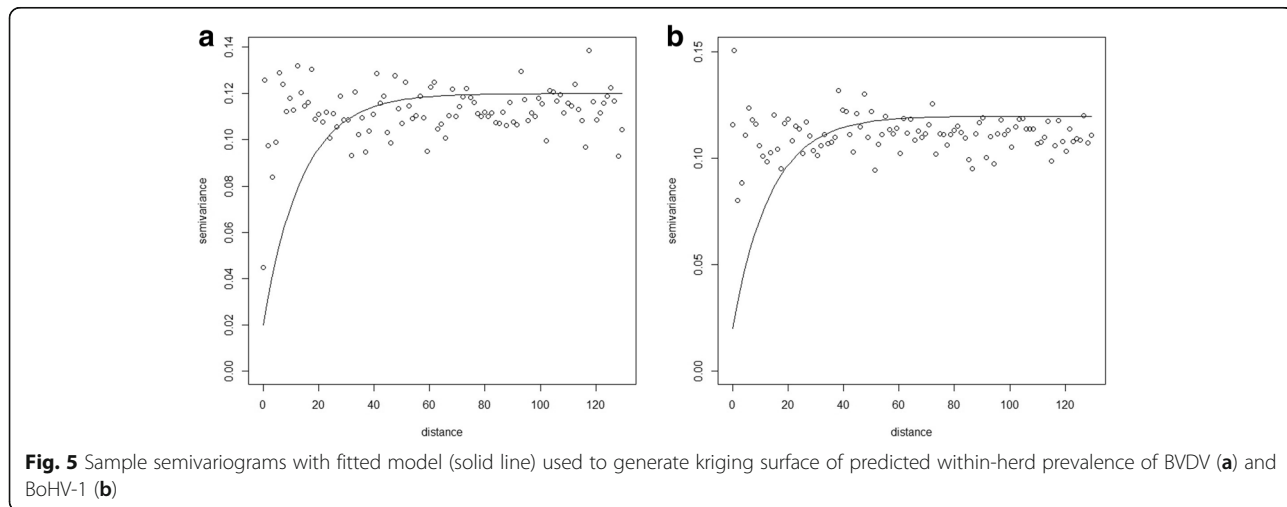 a
b
0.14
0.12
0.10
0.08
0.06
0.04
0.02
0.00
semivariance
0 20 40 60 80 100 120
distance
0.15
0.10
0.05
0.00
semivariance
0 20 40 60 80 100 120
distance
Fig. 5 Sample semivariograms with fitted model (solid line) used to generate kriging surface of predicted within-herd prevalence of BVDV (a) and
BoHV-1 (b)